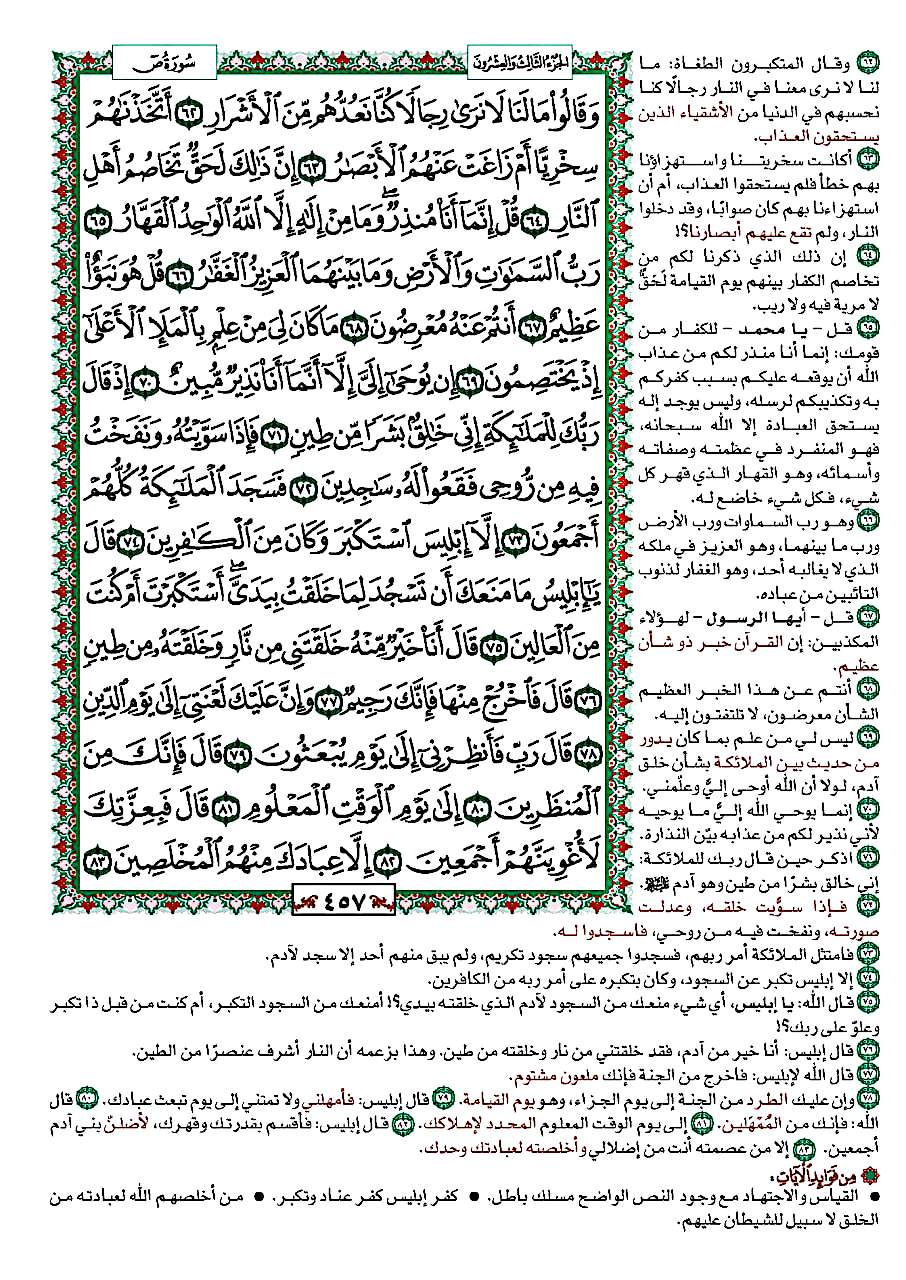 سُورَةُ صٓ
الجُزْءُ الثَّالِثُ وَالعِشْرُونَ
وَقَالُوا۟ مَا لَنَا لَا نَرَىٰ رِجَالًا كُنَّا نَعُدُّهُم مِّنَ ٱلْأَشْرَارِ ٦٢ أَتَّخَذْنَٰهُمْ
سِخْرِيًّا أَمْ زَاغَتْ عَنْهُمُ ٱلْأَبْصَٰرُ ٦٣ إِنَّ ذَٰلِكَ لَحَقٌّ تَخَاصُمُ أَهْلِ
ٱلنَّارِ ٦٤ قُلْ إِنَّمَآ أَنَا۠ مُنذِرٌ ۖ وَمَا مِنْ إِلَٰهٍ إِلَّا ٱللَّهُ ٱلْوَٰحِدُ ٱلْقَهَّارُ ٦٥
رَبُّ ٱلسَّمَٰوَٰتِ وَٱلْأَرْضِ وَمَا بَيْنَهُمَا ٱلْعَزِيزُ ٱلْغَفَّٰرُ ٦٦ قُلْ هُوَ نَبَؤٌا۟
عَظِيمٌ ٦٧ أَنتُمْ عَنْهُ مُعْرِضُونَ ٦٨ مَا كَانَ لِىَ مِنْ عِلْمٍۭ بِٱلْمَلَإِ ٱلْأَعْلَىٰٓ
إِذْ يَخْتَصِمُونَ ٦٩ إِن يُوحَىٰٓ إِلَىَّ إِلَّآ أَنَّمَآ أَنَا۠ نَذِيرٌ مُّبِينٌ ٧٠ إِذْ قَالَ
رَبُّكَ لِلْمَلَٰٓئِكَةِ إِنِّى خَٰلِقٌۢ بَشَرًا مِّن طِينٍ ٧١ فَإِذَا سَوَّيْتُهُۥ وَنَفَخْتُ
فِيهِ مِن رُّوحِى فَقَعُوا۟ لَهُۥ سَٰجِدِينَ ٧٢ فَسَجَدَ ٱلْمَلَٰٓئِكَةُ كُلُّهُمْ
أَجْمَعُونَ ٧٣ إِلَّآ إِبْلِيسَ ٱسْتَكْبَرَ وَكَانَ مِنَ ٱلْكَٰفِرِينَ ٧٤ قَالَ
يَٰٓإِبْلِيسُ مَا مَنَعَكَ أَن تَسْجُدَ لِمَا خَلَقْتُ بِيَدَىَّ ۖ أَسْتَكْبَرْتَ أَمْ كُنتَ
مِنَ ٱلْعَالِينَ ٧٥ قَالَ أَنَا۠ خَيْرٌ مِّنْهُ ۖ خَلَقْتَنِى مِن نَّارٍ وَخَلَقْتَهُۥ مِن طِينٍ
٧٦ قَالَ فَٱخْرُجْ مِنْهَا فَإِنَّكَ رَجِيمٌ ٧٧ وَإِنَّ عَلَيْكَ لَعْنَتِىٓ إِلَىٰ يَوْمِ ٱلدِّينِ
٧٨ قَالَ رَبِّ فَأَنظِرْنِىٓ إِلَىٰ يَوْمِ يُبْعَثُونَ ٧٩ قَالَ فَإِنَّكَ مِنَ
ٱلْمُنظَرِينَ ٨٠ إِلَىٰ يَوْمِ ٱلْوَقْتِ ٱلْمَعْلُومِ ٨١ قَالَ فَبِعِزَّتِكَ
لَأُغْوِيَنَّهُمْ أَجْمَعِينَ ٨٢ إِلَّا عِبَادَكَ مِنْهُمُ ٱلْمُخْلَصِينَ ٨٣
٤٥٧
٦٢ وقال المتكبرون الطغاة: ما
لنا لا نرى معنا في النار رجالًا كنا
نحسبهم في الدنيا من الأشقياء الذين
يستحقون العذاب.
٦٣ أكانت سخريتنا واستهزاؤنا
بهم خطأ فلم يستحقوا العذاب، أم أن
استهزاءنا بهم كان صوابًا، وقد دخلوا
النار، ولم تقع عليهم أبصارنا؟!
٦٤ إن ذلك الذي ذكرنا لكم من
تخاصم الكفار بينهم يوم القيامة لَحَقٌّ
لا مرية فيه ولا ريب.
٦٥ قل - يا محمد - للكفار من
قومك: إنما أنا منذر لكم من عذاب
الله أن يوقعه عليكم بسبب كفركم
به وتكذيبكم لرسله، وليس يوجد إله
يستحق العبادة إلا الله سبحانه،
فهو المنفرد في عظمته وصفاته
وأسمائه، وهو القهار الذي قهر كل
شيء، فكل شيء خاضع له.
٦٦ وهو رب السماوات ورب الأرض
ورب ما بينهما، وهو العزيز في ملكه
الذي لا يغالبه أحد، وهو الغفار لذنوب
التائبين من عباده.
٦٧ قل - أيها الرسول - لهؤلاء
المكذبين: إن القرآن خبر ذو شأن
عظيم.
٦٨ أنتم عن هذا الخبر العظيم
الشأن معرضون، لا تلتفتون إليه.
٦٩ ليس لي من علم بما كان يدور
من حديث بين الملائكة بشأن خلق
آدم، لولا أن الله أوحى إليَّ وعلّمني.
٧٠ إنما يوحي الله إليَّ ما يوحيه
لأني نذير لكم من عذابه بيّن النذارة.
٧١ اذكر حين قال ربك للملائكة:
إني خالق بشرًا من طين وهو آدم.
٧٢ فإذا سوَّيت خلقه، وعدلت
صورته، ونفخت فيه من روحي، فاسجدوا له.
٧٣ فامتثل الملائكة أمر ربهم، فسجدوا جميعهم سجود تكريم، ولم يبق منهم أحد إلا سجد لآدم.
٧٤ إلا إبليس تكبر عن السجود، وكان بتكبره على أمر ربه من الكافرين.
٧٥ قال الله: يا إبليس، أي شيء منعك من السجود لآدم الذي خلقته بيدي؟! أمنعك من السجود التكبر، أم كنت من قبل ذا تكبر
وعلوّ على ربك؟!
٧٦ قال إبليس: أنا خير من آدم، فقد خلقتني من نار وخلقته من طين. وهذا بزعمه أن النار أشرف عنصرًا من الطين.
٧٧ قال الله لإبليس: فاخرج من الجنة فإنك ملعون مشتوم.
٧٨ وإن عليك الطرد من الجنة إلى يوم الجزاء، وهو يوم القيامة. ٧٩ قال إبليس: فأمهلني ولا تمتني إلى يوم تبعث عبادك. ٨٠ قال
الله: فإنك من المُمْهَلين. ٨١ إلى يوم الوقت المعلوم المحدد لإهلاكك. ٨٢ قال إبليس: فأقسم بقدرتك وقهرك، لأضلنّ بني آدم
أجمعين. ٨٣ إلا من عصمته أنت من إضلالي وأخلصته لعبادتك وحدك.
مِن فَوَائِدِ الآيَاتِ:
● القياس والاجتهاد مع وجود النص الواضح مسلك باطل. ● كفر إبليس كفر عناد وتكبر. ● من أخلصهم الله لعبادته من
الخلق لا سبيل للشيطان عليهم.